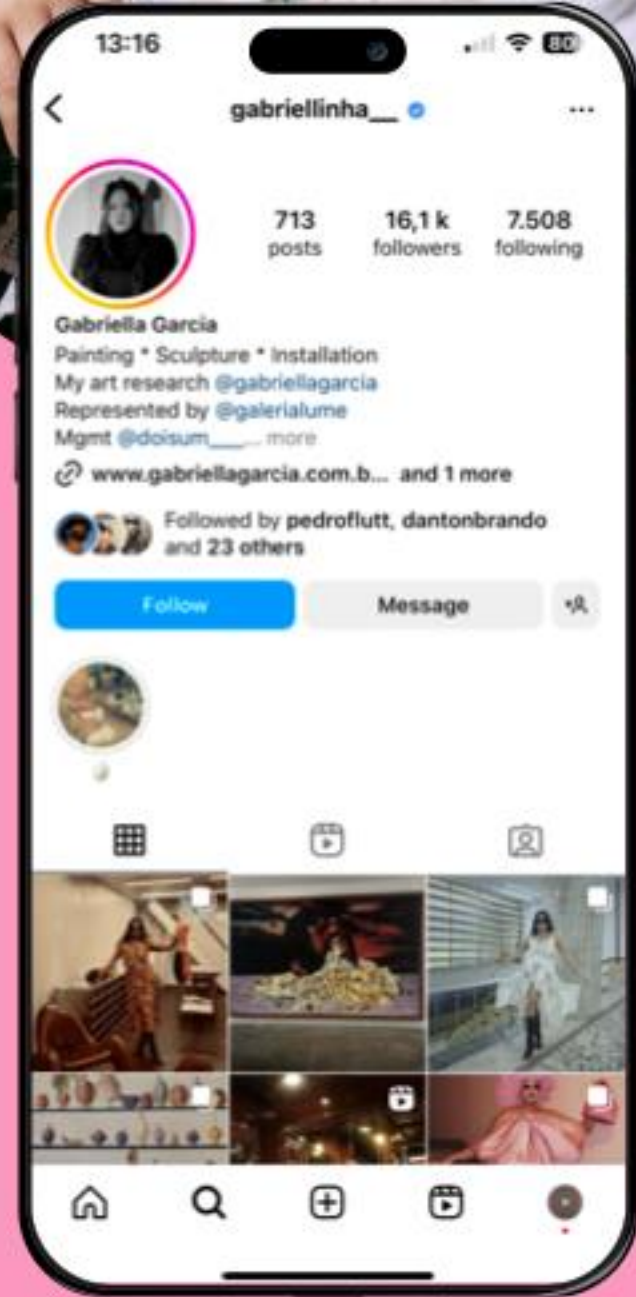 13:16
80
gabriellinha__
713
posts
16,1 k
followers
7.508
following
Gabriella Garcia
Painting * Sculpture * Installation
My art research @gabriellagarcia
Represented by @galerialume
Mgmt @doisum___... more
www.gabriellagarcia.com.b... and 1 more
Followed by pedroflutt, dantonbrando
and 23 others
Follow
Message